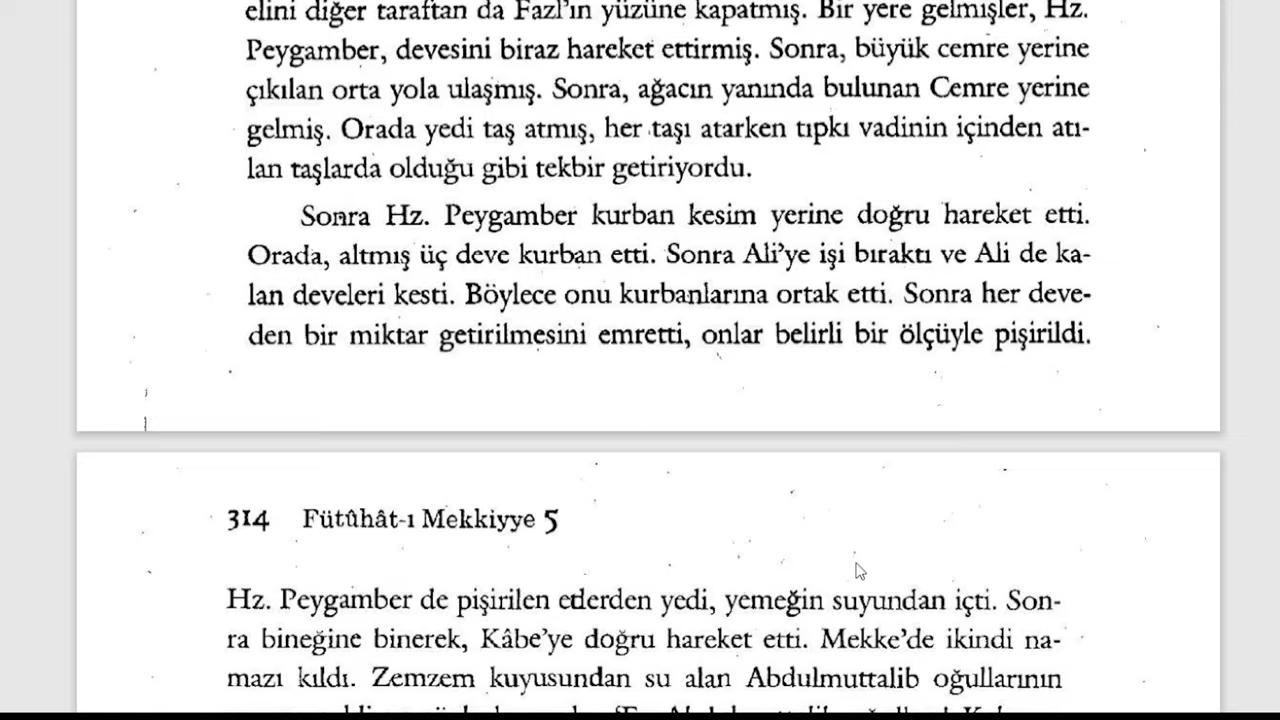 elini diğer taraftan da Fazl'ın yüzüne kapatmış. Bir yere gelmişler, Hz.
Peygamber, devesini biraz hareket ettirmiş. Sonra, büyük cemre yerine
çıkılan orta yola ulaşmış. Sonra, ağacın yanında bulunan Cemre yerine
gelmiş. Orada yedi taş atmış, her taşı atarken tıpkı vadinin içinden atı-
lan taşlarda olduğu gibi tekbir getiriyordu.
Sonra Hz. Peygamber kurban kesim yerine doğru hareket etti.
Orada, altmış üç deve kurban etti. Sonra Ali'ye işi bıraktı ve Ali de ka-
lan develeri kesti. Böylece onu kurbanlarına ortak etti. Sonra her deve-
den bir miktar getirilmesini emretti, onlar belirli bir ölçüyle pişirildi.
314 Fütûhât-ı Mekkiyye 5
Hz. Peygamber de pişirilen etlerden yedi, yemeğin suyundan içti. Son-
ra bineğine binerek, Kâbe'ye doğru hareket etti. Mekke'de ikindi na-
mazı kıldı. Zemzem kuyusundan su alan Abdulmuttalib oğullarının